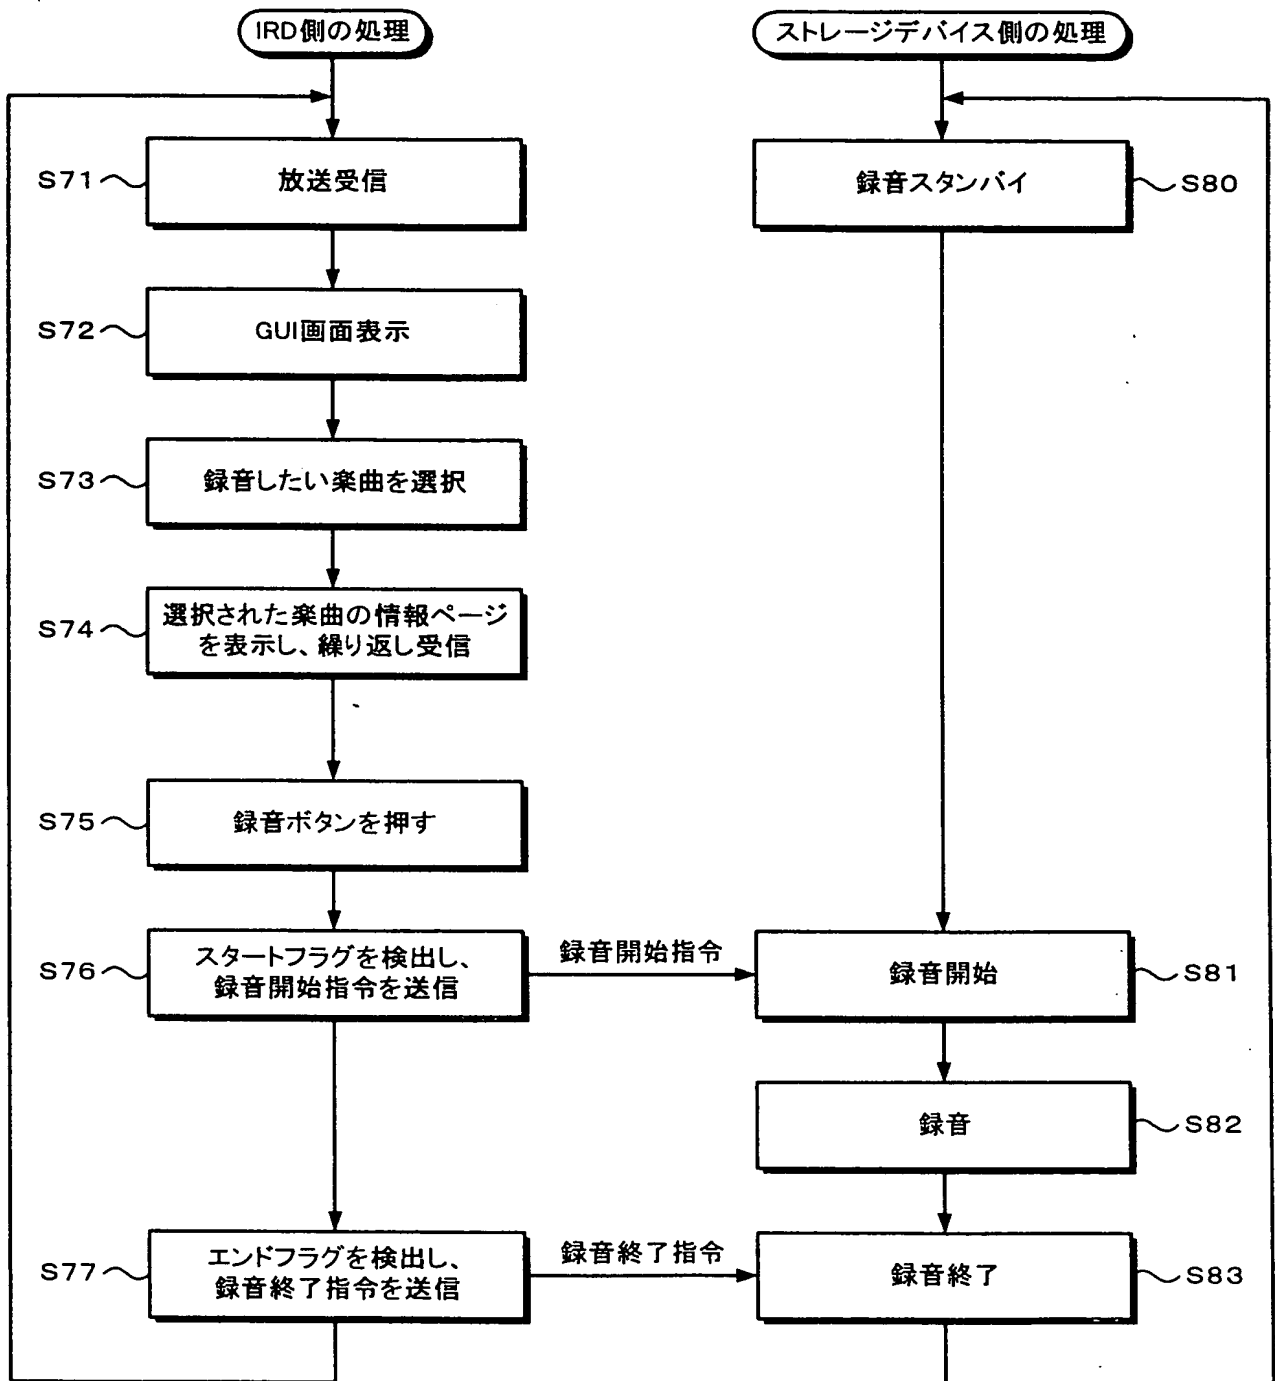 IRD側の処理
ストレージデバイス側の処理
S71
放送受信
録音スタンバイ
S80
S72
GUI画面表示
S73
録音したい楽曲を選択
S74
選択された楽曲の情報ページ
を表示し、繰り返し受信
S75
録音ボタンを押す
S76
スタートフラグを検出し、
録音開始指令を送信
録音開始指令
録音開始
S81
録音
S82
S77
エンドフラグを検出し、
録音終了指令を送信
録音終了指令
録音終了
S83